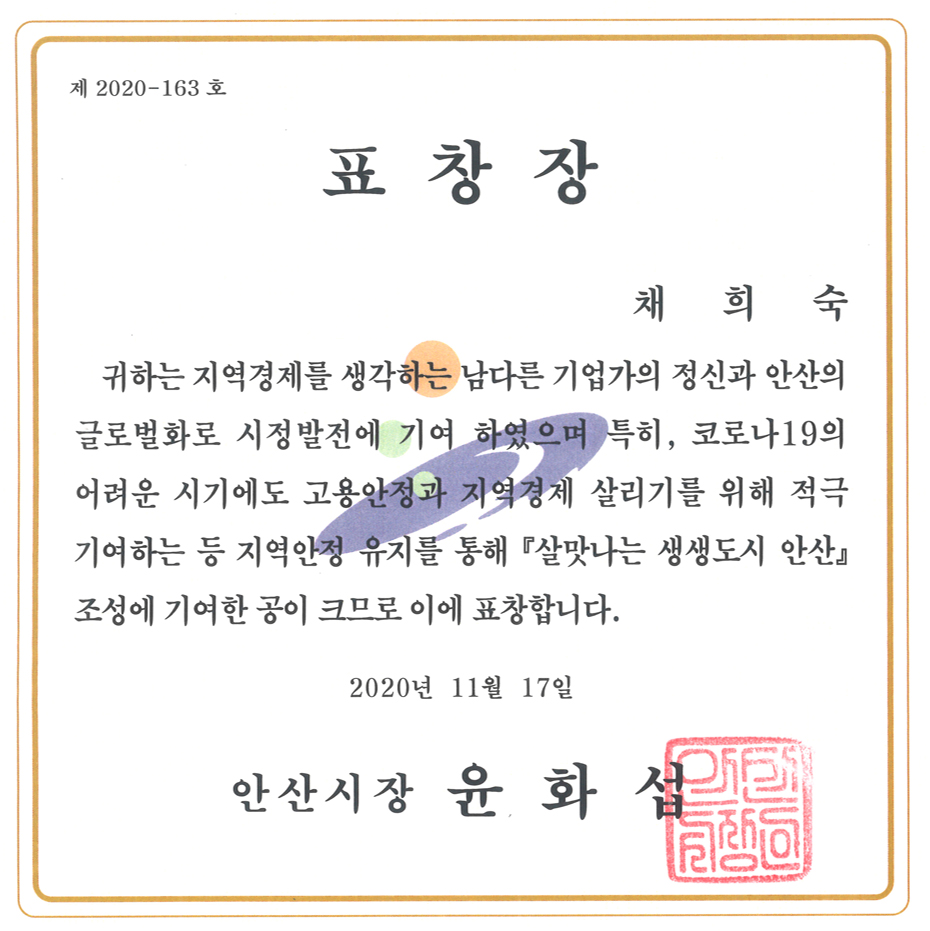 제 2020-163 호
표 창 장
채 희 숙
귀하는 지역경제를 생각하는 남다른 기업가의 정신과 안산의
글로벌화로 시정발전에 기여 하였으며 특히, 코로나19의
어려운 시기에도 고용안정과 지역경제 살리기를 위해 적극
기여하는 등 지역안정 유지를 통해 『살맛나는 생생도시 안산』
조성에 기여한 공이 크므로 이에 표창합니다.
2020년 11월 17일
안산시장 윤 화 섭